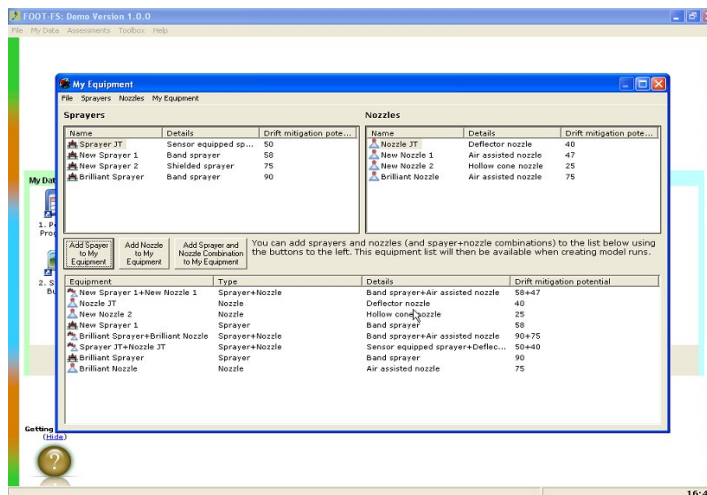 FOOT-FS: Demo Version 1.0.0
File My Data Assessments Toolbox Help
My Equipment
File Sprayers Nozzles My Equipment
Sprayers
Name Details Drift mitigation pote...
Sprayer JT Sensor equipped sp... 50
New Sprayer 1 Band sprayer 58
New Sprayer 2 Shielded sprayer 75
Brilliant Sprayer Band sprayer 90
Nozzles
Name Details Drift mitigation pote...
Nozzle JT Deflector nozzle 40
New Nozzle 1 Air assisted nozzle 47
New Nozzle 2 Hollow cone nozzle 25
Brilliant Nozzle Air assisted nozzle 75
My Dat
1. P
Pro
2. S
Bu
Add Spayer
to My
Equipment
Add Nozzle
to My
Equipment
Add Sprayer and
Nozzle Combination
to My Equipment
You can add sprayers and nozzles (and spayer+nozzle combinations) to the list below using
the buttons to the left. This equipment list will then be available when creating model runs.
Equipment Type Details Drift mitigation potential
New Sprayer 1+New Nozzle 1 Sprayer+Nozzle Band sprayer+Air assisted nozzle 58+47
Nozzle JT Nozzle Deflector nozzle 40
New Nozzle 2 Nozzle Hollow cone nozzle 25
New Sprayer 1 Sprayer Band sprayer 58
Brilliant Sprayer+Brilliant Nozzle Sprayer+Nozzle Band sprayer+Air assisted nozzle 90+75
Sprayer JT+Nozzle JT Sprayer+Nozzle Sensor equipped sprayer+Deflec... 50+40
Brilliant Sprayer Sprayer Band sprayer 90
Brilliant Nozzle Nozzle Air assisted nozzle 75
Getting
(Hide)
?
16:4